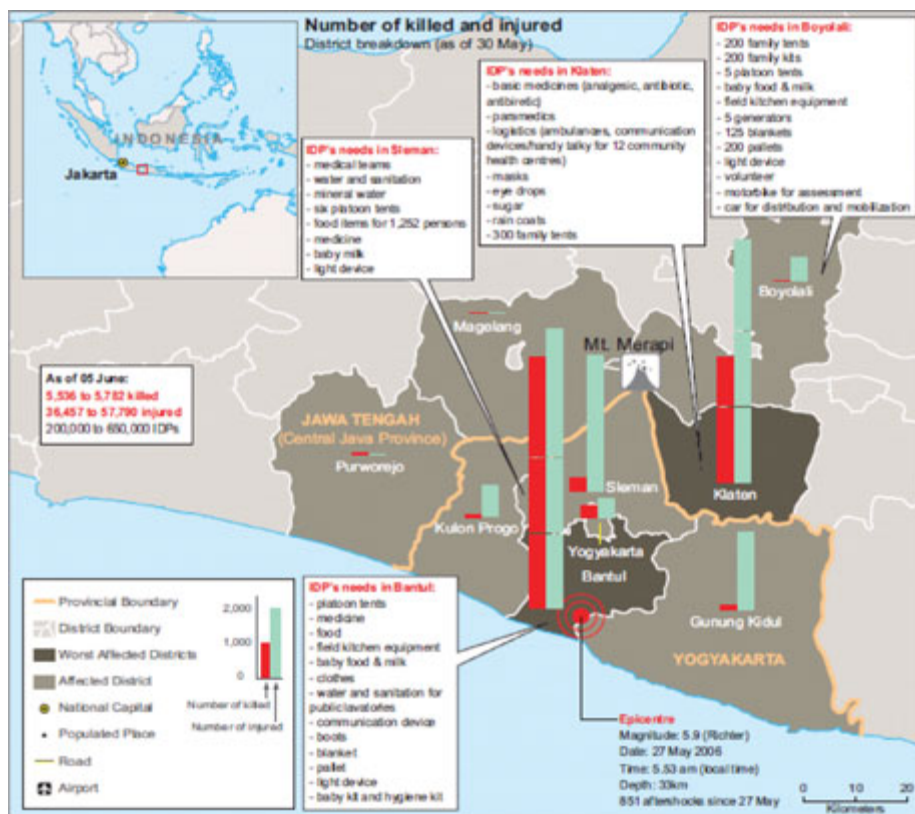 Number of killed and injured
District breakdown (as of 30 May)
INDONESIA
Jakarta
IDP's needs in Sleman:
- medical teams
- water and sanitation
- mineral water
- six platoon tents
- food items for 1,252 persons
- medicine
- baby milk
- light device
IDP's needs in Klaten:
- basic medicines (analgesic, antibiotic,
antibiretic)
- paramedics
- logistics (ambulances, communication
devices/handy talky for 12 community
health centres)
- masks
- eye drops
- sugar
- rain coats
- 300 family tents
IDP's needs in Boyolali:
- 200 family tents
- 200 family kits
- 5 platoon tents
- baby food & milk
- field kitchen equipment
- 5 generators
- 125 blankets
- 200 pallets
- light device
- volunteer
- motorbike for assessment
- car for distribution and mobilization
Boyolali
Magelang
Mt. Merapi
As of 05 June:
5,536 to 5,782 killed
36,457 to 57,790 injured
200,000 to 650,000 IDPs
JAWA TENGAH
(Central Java Province)
Purworejo
Sleman
Klaten
Kulon Progo
Yogyakarta
Bantul
Gunung Kidul
YOGYAKARTA
IDP's needs in Bantul:
- platoon tents
- medicine
- food
- field kitchen equipment
- baby food & milk
- clothes
- water and sanitation for
public lavatories
- communication device
- boots
- blanket
- pallet
- light device
- baby kit and hygiene kit
Provincial Boundary
District Boundary
Worst Affected Districts
Affected District
National Capital
Populated Place
Road
Airport
2,000
1,000
0
Number of killed
Number of injured
Epicentre
Magnitude: 5.9 (Richter)
Date: 27 May 2006
Time: 5.53 am (local time)
Depth: 33km
851 aftershocks since 27 May
0 10 20
Kilometers